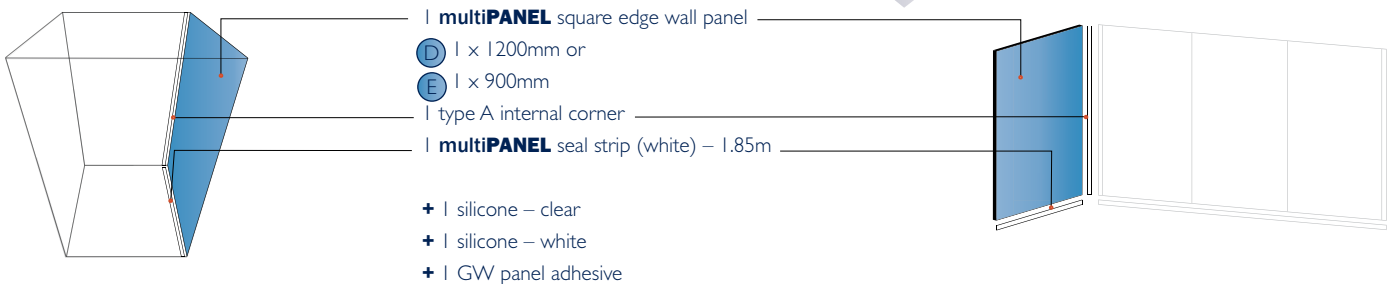 1 multiPANEL square edge wall panel
D 1 x 1200mm or
E 1 x 900mm
1 type A internal corner
1 multiPANEL seal strip (white) – 1.85m
+ 1 silicone – clear
+ 1 silicone – white
+ 1 GW panel adhesive